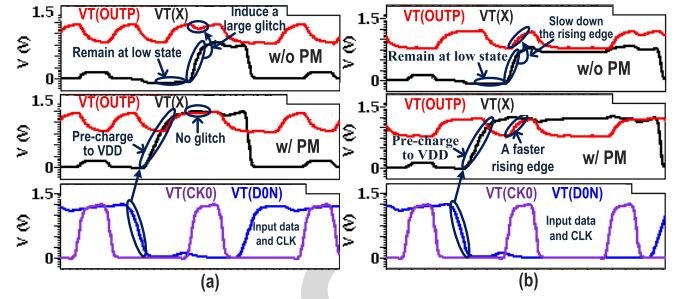 VT(OUTP) VT(X) Induce a
large glitch
Remain at low state
w/o PM
1.5
0
V (V)
VT(OUTP) VT(X)
Pre-charge
to VDD
No glitch
w/ PM
1.5
0
V (V)
VT(CK0) VT(D0N)
Input data
and CLK
1.5
0
V (V)
(a)
VT(OUTP) VT(X) Slow down
the rising edge
Remain at low state
w/o PM
1.5
0
V (V)
VT(OUTP) VT(X)
Pre-charge
to VDD
A faster
rising edge
w/ PM
1.5
0
V (V)
VT(CK0) VT(D0N)
Input data
and CLK
1.5
0
V (V)
(b)